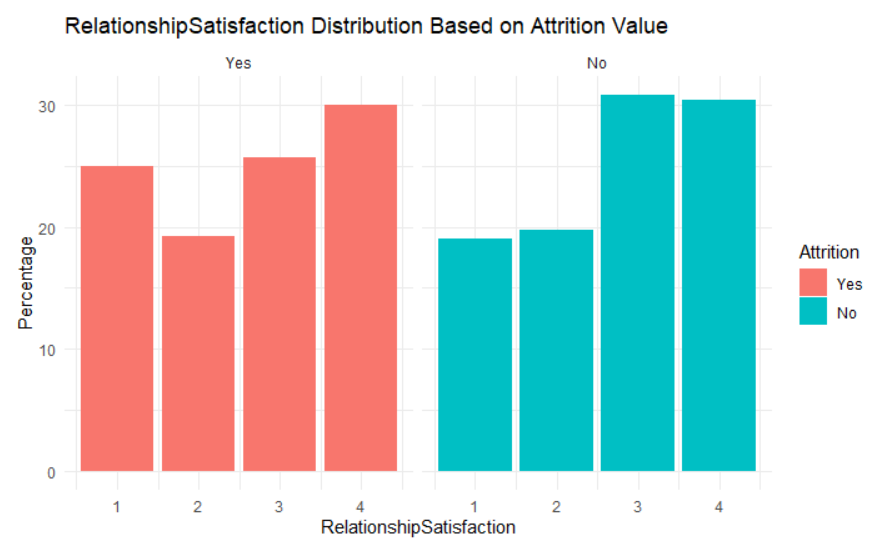 RelationshipSatisfaction Distribution Based on Attrition Value
Yes No
30
20
10
0
Percentage
1 2 3 4 1 2 3 4
RelationshipSatisfaction
Attrition
Yes
No